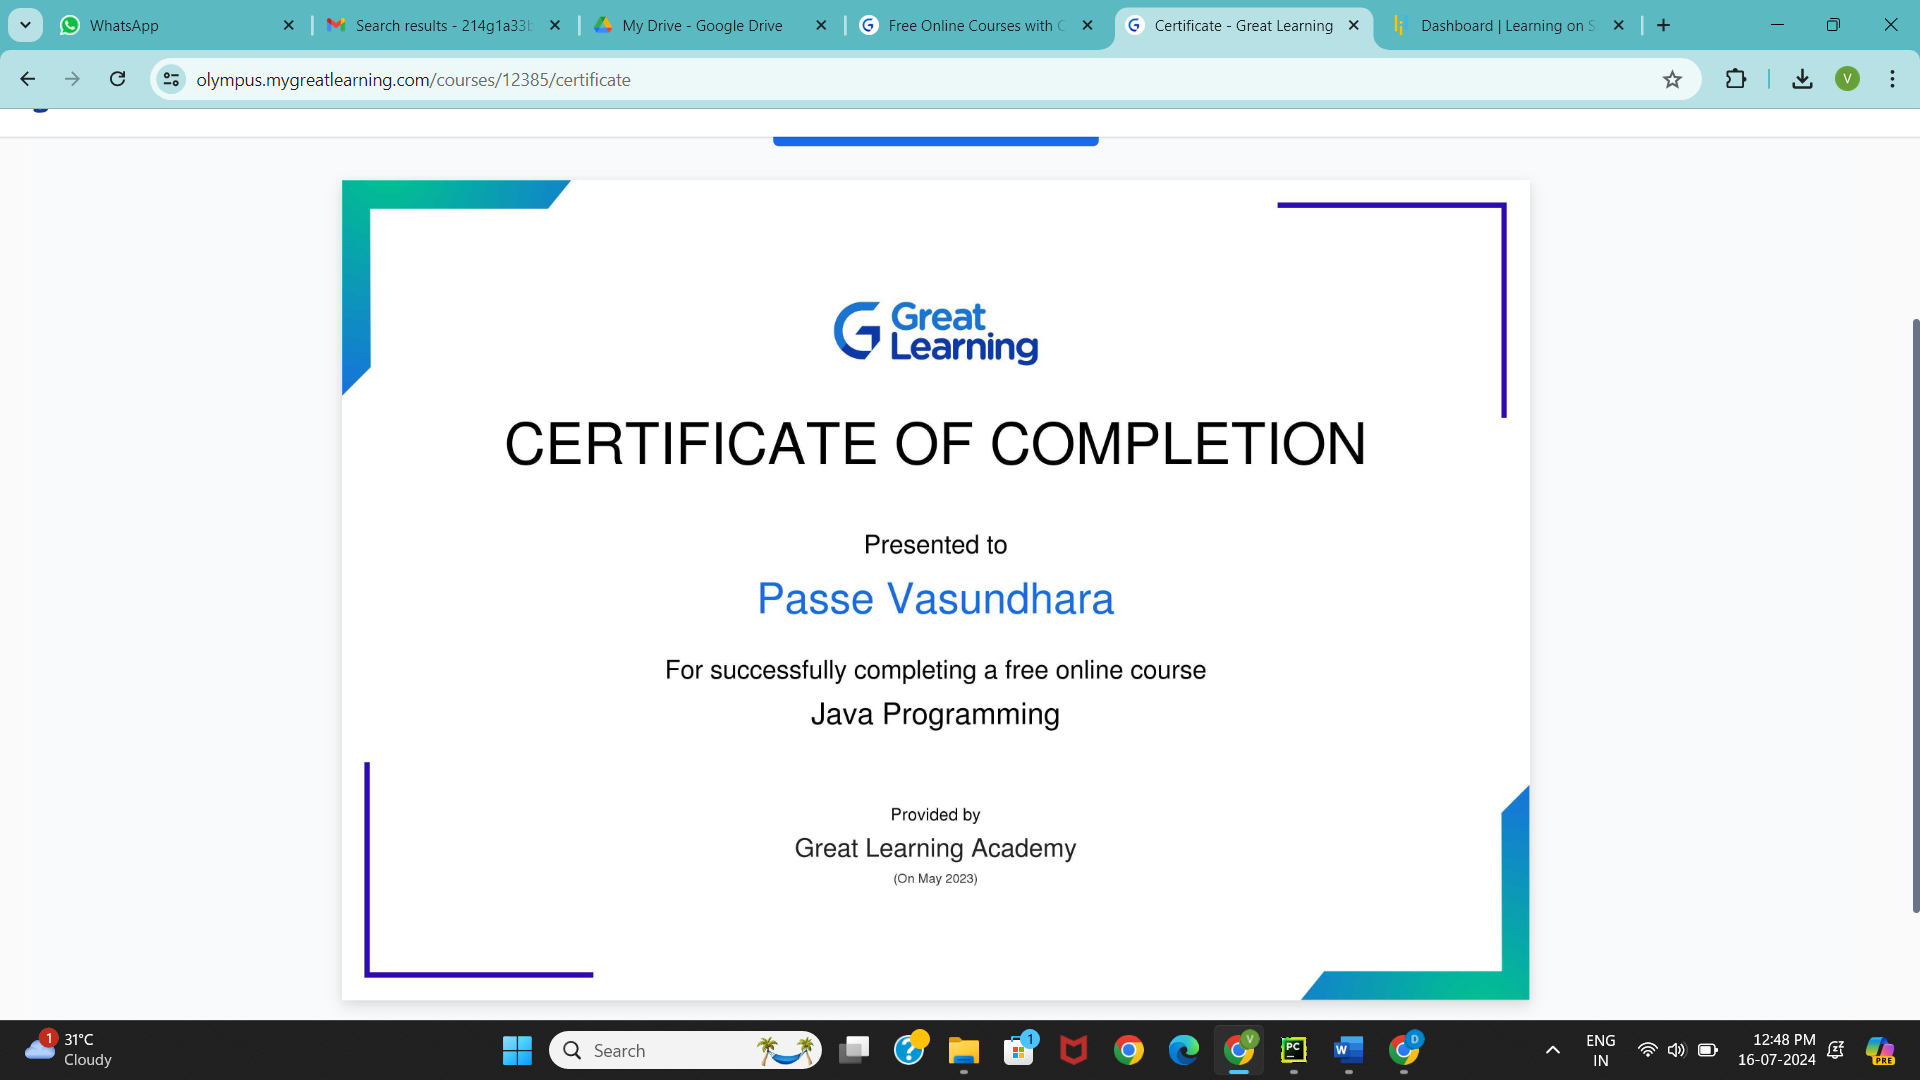 WhatsApp
Search results - 214g1a33b
My Drive - Google Drive
Free Online Courses with C
Certificate - Great Learning
Dashboard | Learning on S
olympus.mygreatlearning.com/courses/12385/certificate
V
Great
Learning
CERTIFICATE OF COMPLETION
Presented to
Passe Vasundhara
For successfully completing a free online course
Java Programming
Provided by
Great Learning Academy
(On May 2023)
1
31°C
Cloudy
Search
1
V
PC
W
D
ENG
IN
12:48 PM
16-07-2024
PRE